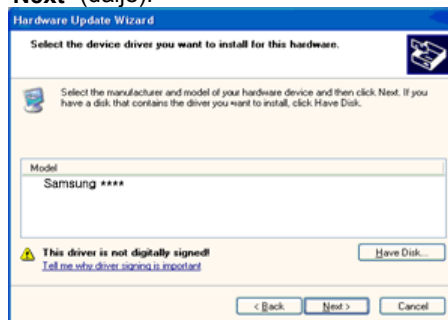 "Next" (dalje).
Hardware Update Wizard
Select the device driver you want to install for this hardware.
Select the manufacturer and model of your hardware device and then click Next. If you
have a disk that contains the driver you want to install, click Have Disk.
Model
Samsung ****
This driver is not digitally signed!
Have Disk...
Tell me why driver signing is important
< Back
Next >
Cancel